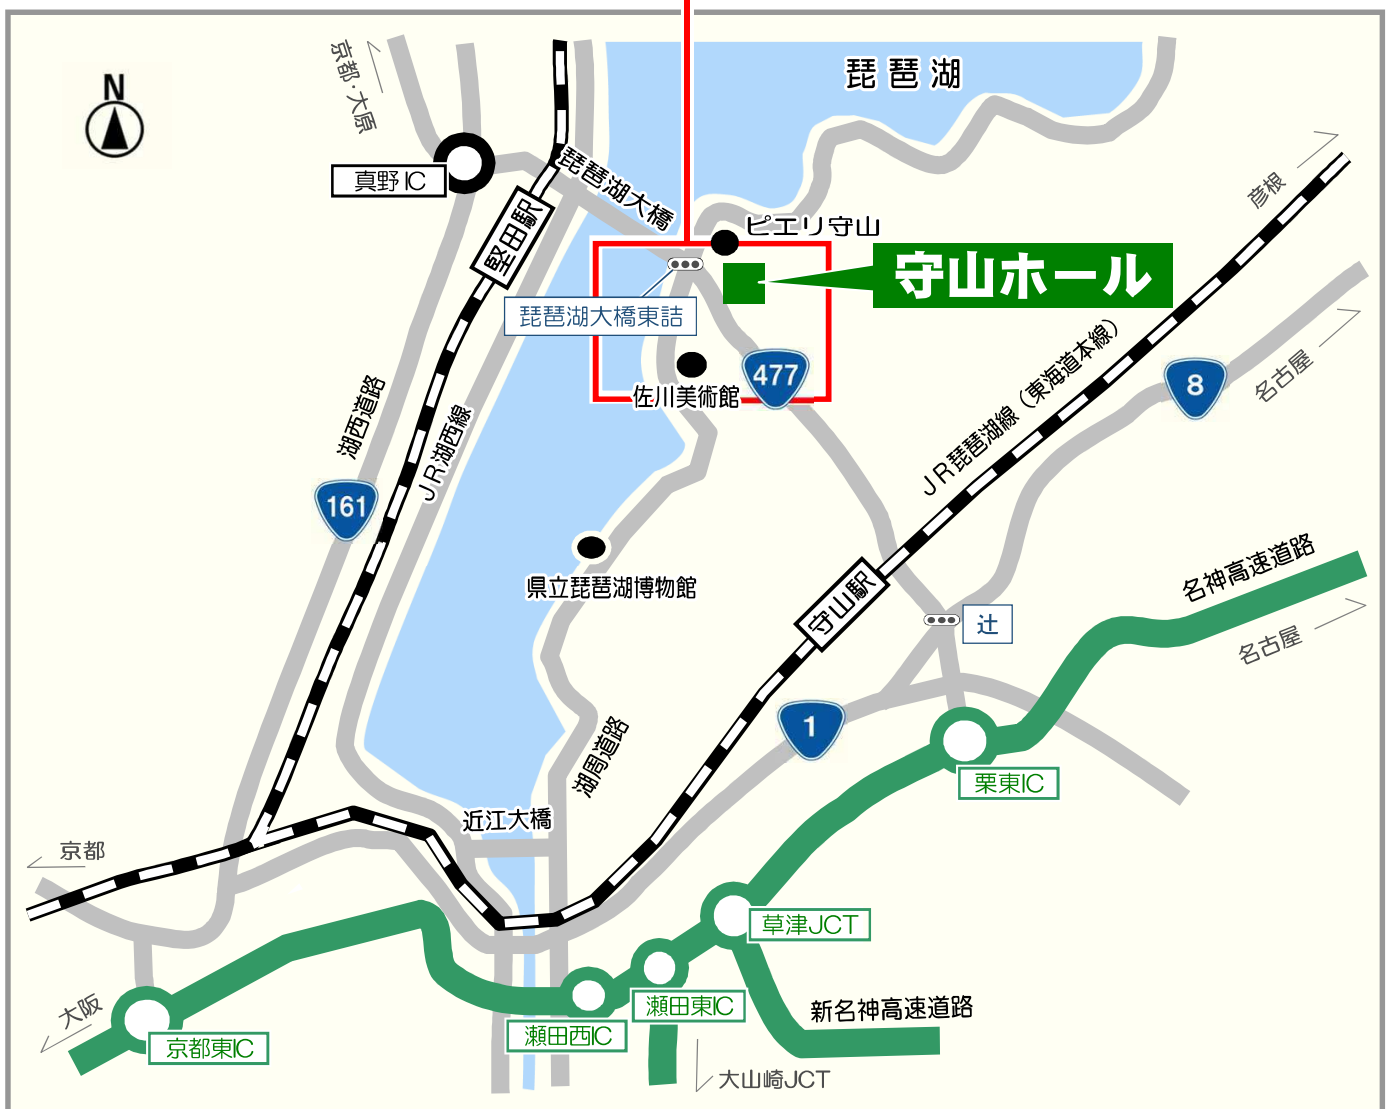 琵琶湖
N
京都・大原
真野IC
琵琶湖大橋
彦根
堅田駅
ピエリ守山
守山ホール
琵琶湖大橋東詰
477
佐川美術館
8
名古屋
JR琵琶湖線（東海道本線）
湖西道路
JR湖西線
161
県立琵琶湖博物館
守山駅
名神高速道路
辻
名古屋
1
湖周道路
栗東IC
近江大橋
京都
草津JCT
大阪
瀬田東IC
新名神高速道路
瀬田西IC
京都東IC
大山崎JCT